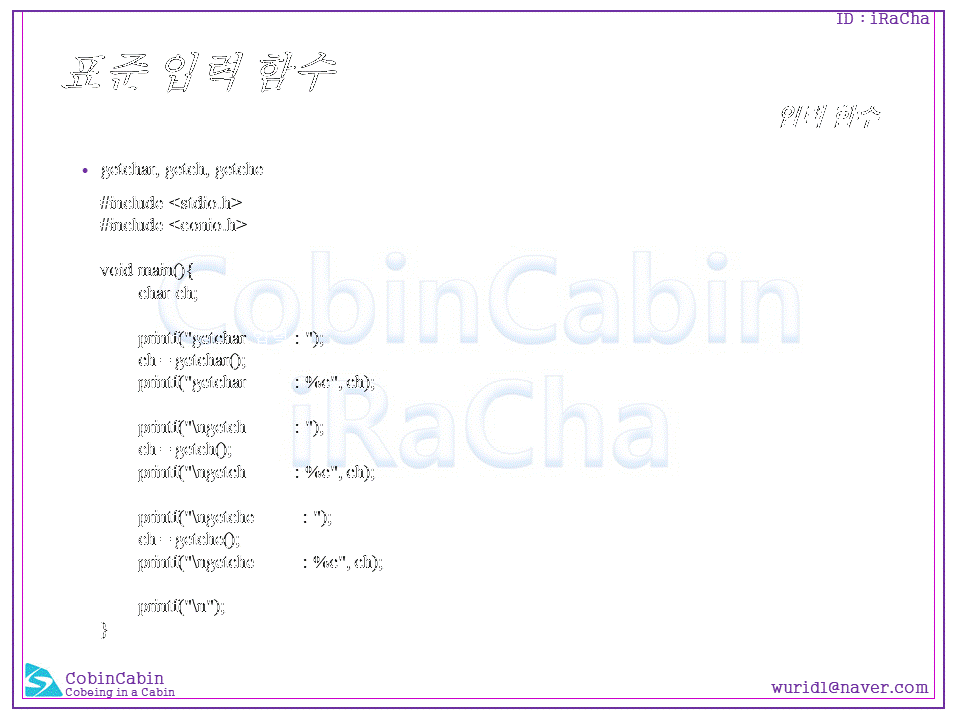 ID : iRaCha
표준 입력 함수
입력 함수
• getchar, getch, getche
#include <stdio.h>
#include <conio.h>
void main(){
char ch;
printf("getchar : ");
ch = getchar();
printf("getchar : %c", ch);
printf("\ngetch : ");
ch = getch();
printf("\ngetch : %c", ch);
printf("\ngetche : ");
ch = getche();
printf("\ngetche : %c", ch);
printf("\n");
}
CobinCabin
iRaCha
CobinCabin
Cobeing in a Cabin
wuridl@naver.com